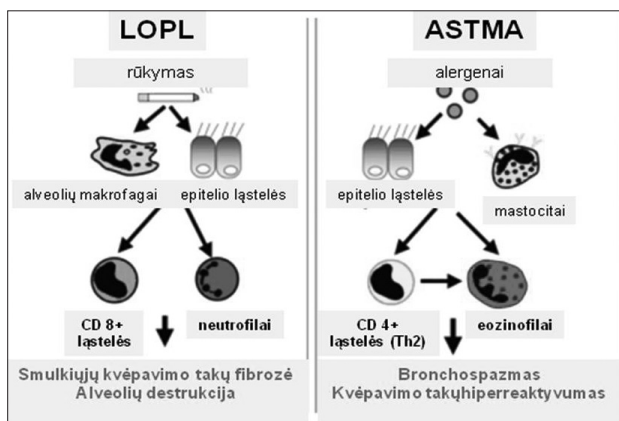 LOPL
rūkymas
alveolių makrofagai
epitelio ląstelės
CD 8+
ląstelės
neutrofilai
Smulkiųjų kvėpavimo takų fibrozė
Alveolių destrukcija
ASTMA
alergenai
epitelio ląstelės
mastocitai
CD 4+
ląstelės (Th2)
eozinofilai
Bronchospazmas
Kvėpavimo takųhiperreaktyvumas